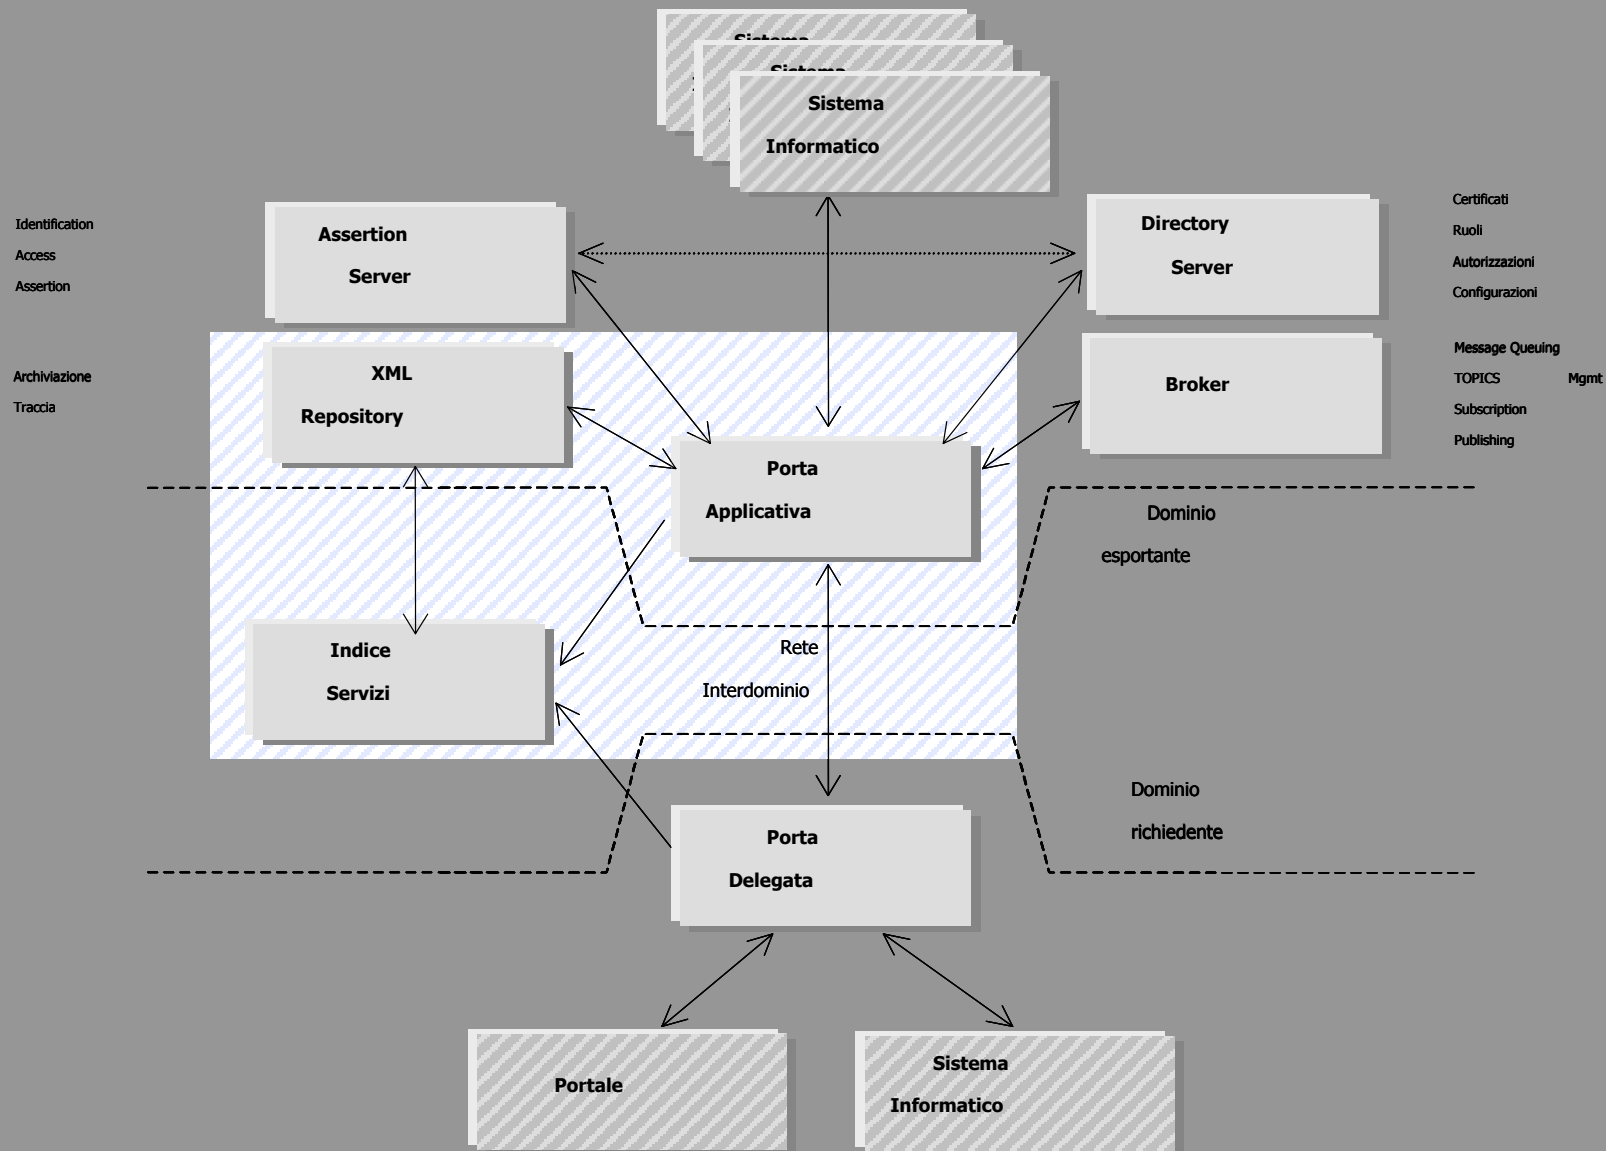 Sistema
Sistema
Sistema
Informatico
Identification
Access
Assertion
Assertion
Server
Directory
Server
Certificati
Ruoli
Autorizzazioni
Configurazioni
Archiviazione
Traccia
XML
Repository
Broker
Message Queuing
TOPICS Mgmt
Subscription
Publishing
Porta
Applicativa
Dominio
esportante
Indice
Servizi
Rete
Interdominio
Dominio
richiedente
Porta
Delegata
Portale
Sistema
Informatico